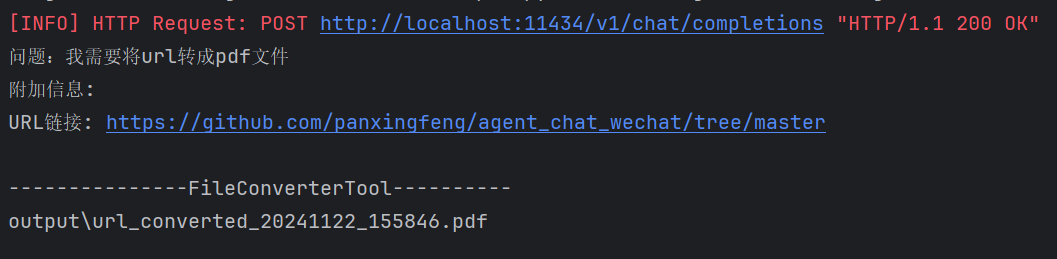 [INFO] HTTP Request: POST http://localhost:11434/v1/chat/completions "HTTP/1.1 200 OK"
问题：我需要将url转成pdf文件
附加信息:
URL链接: https://github.com/panxingfeng/agent_chat_wechat/tree/master
---------------FileConverterTool----------
output\url_converted_20241122_155846.pdf